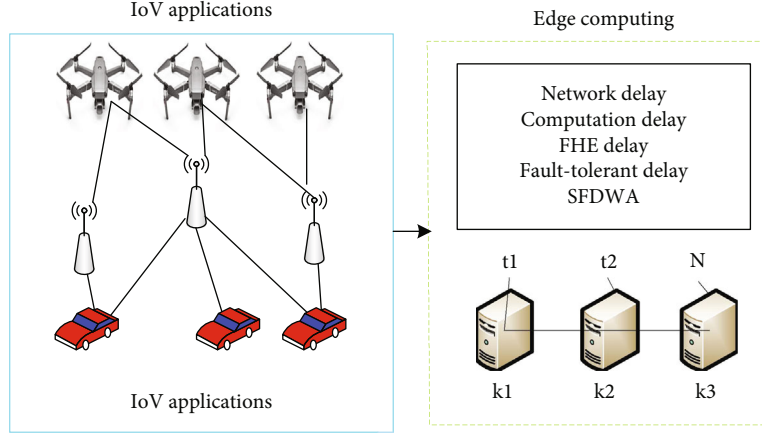 IoV applications
Edge computing
Network delay
Computation delay
FHE delay
Fault-tolerant delay
SFDWA
t1 t2 N
k1 k2 k3
IoV applications